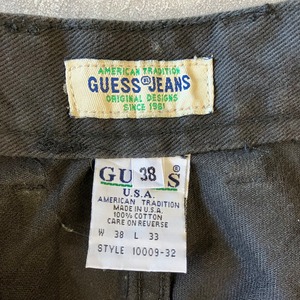 AMERICAN TRADITION
GUESS® JEANS
ORIGINAL DESIGNS
SINCE 1981
GU 38 S®
U.S.A.
AMERICAN TRADITION
MADE IN U.S.A.
100% COTTON
CARE ON REVERSE
W 38 L 33
STYLE 10009-32